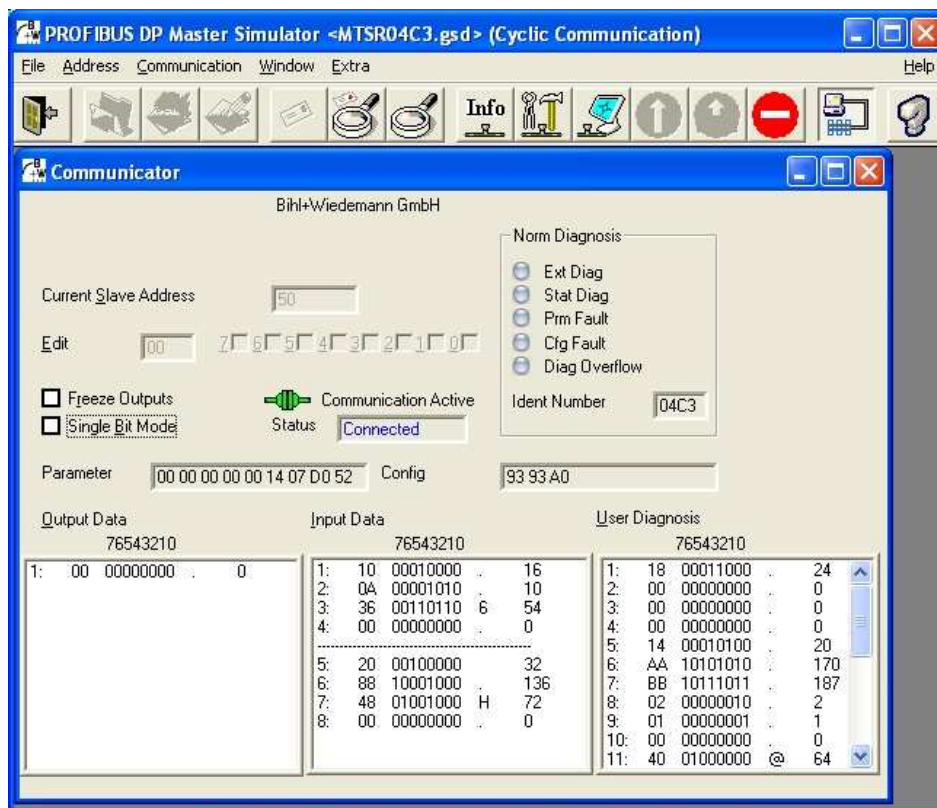 PROFIBUS DP Master Simulator <MTSR04C3.gsd> (Cyclic Communication)
File Address Communication Window Extra Help
Info
Communicator
Bihl+Wiedemann GmbH
Norm Diagnosis
Ext Diag
Current Slave Address 50 Stat Diag
Prm Fault
Edit 00 7 6 5 4 3 2 1 0 Cfg Fault
Diag Overflow
Freeze Outputs Communication Active Ident Number 04C3
Single Bit Mode Status Connected
Parameter 00 00 00 00 00 14 07 D0 52 Config 93 93 A0
Output Data
76543210
1: 00 00000000 . 0
Input Data
76543210
1: 10 00010000 . 16
2: 0A 00001010 . 10
3: 36 00110110 6 54
4: 00 00000000 . 0
5: 20 00100000 32
6: 88 10001000 . 136
7: 48 01001000 H 72
8: 00 00000000 . 0
User Diagnosis
76543210
1: 18 00011000 . 24
2: 00 00000000 . 0
3: 00 00000000 . 0
4: 00 00000000 . 0
5: 14 00010100 . 20
6: AA 10101010 . 170
7: BB 10111011 . 187
8: 02 00000010 . 2
9: 01 00000001 . 1
10: 00 00000000 . 0
11: 40 01000000 @ 64